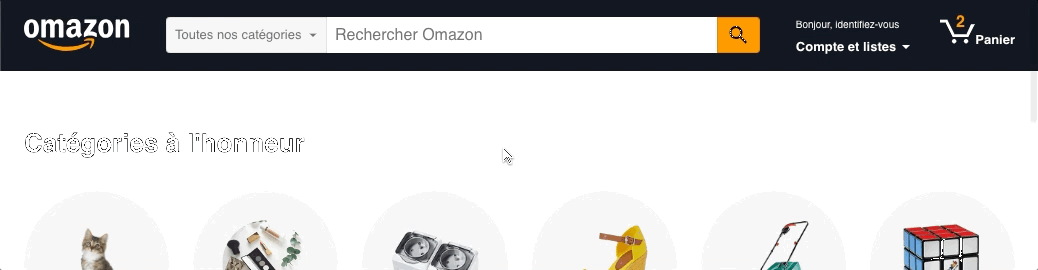 omazon
Toutes nos catégories
Rechercher Omazon
Bonjour, identifiez-vous
Compte et listes
2
Panier
Catégories à l'honneur